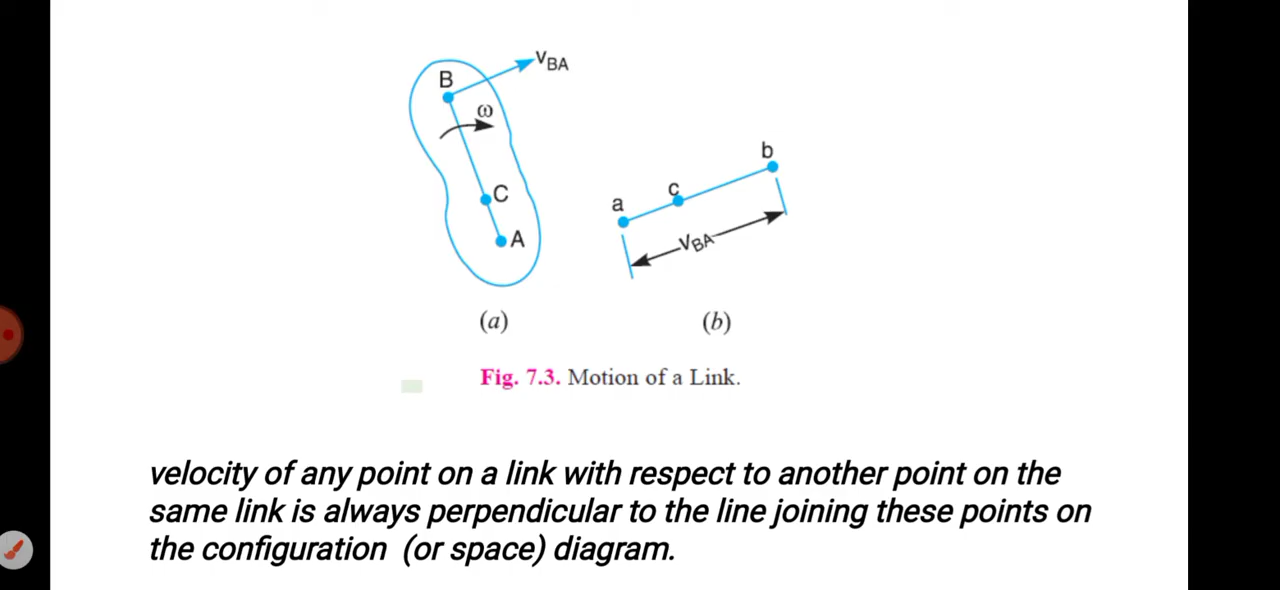 B
VBA
ω
C
A
a
c
b
VBA
(a)
(b)
Fig. 7.3. Motion of a Link.
velocity of any point on a link with respect to another point on the
same link is always perpendicular to the line joining these points on
the configuration (or space) diagram.